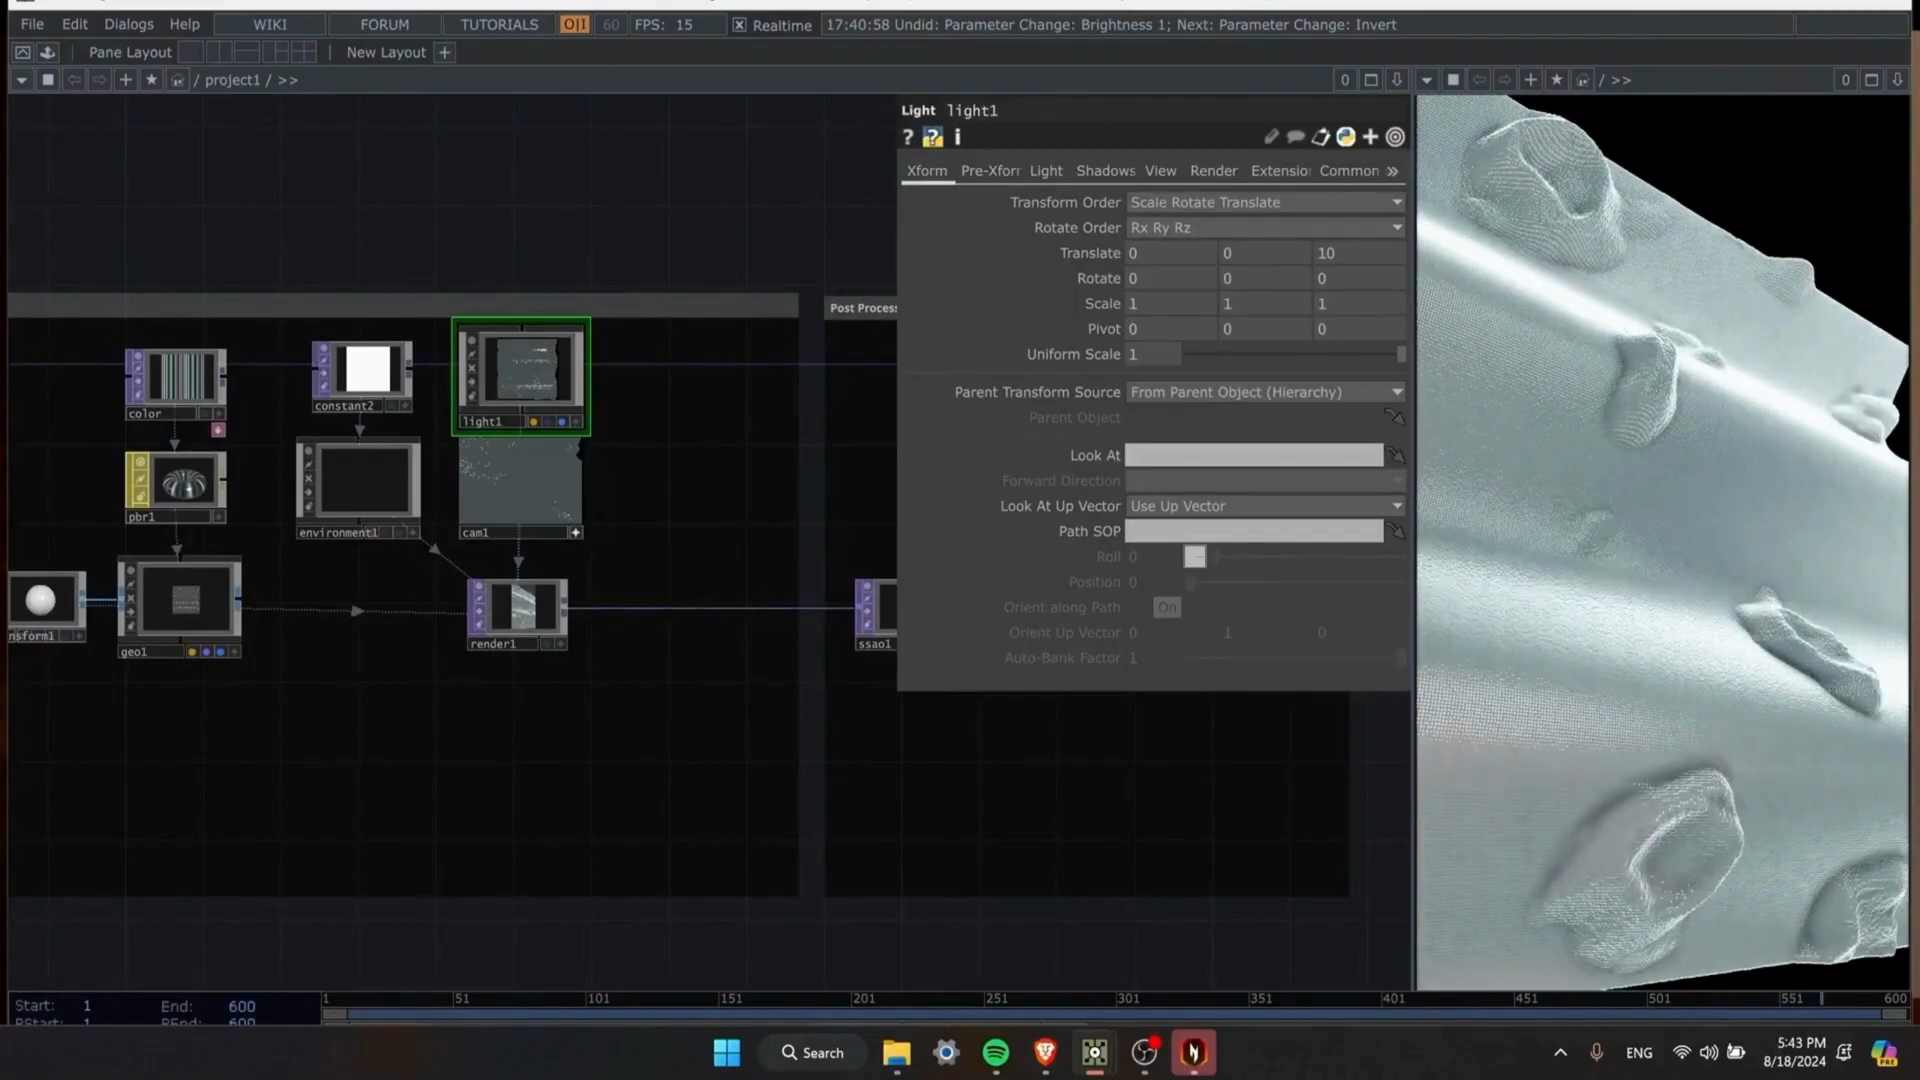 File Edit Dialogs Help WIKI FORUM TUTORIALS O|I 60 FPS: 15 Realtime 17:40:58 Undid: Parameter Change: Brightness 1; Next: Parameter Change: Invert
Pane Layout New Layout +
/ project1 / >> 0 / >> 0
Light light1
? ? i
Xform Pre-Xforr Light Shadows View Render Extensio Common
Transform Order Scale Rotate Translate
Rotate Order Rx Ry Rz
Translate 0 0 10
Rotate 0 0 0
Scale 1 1 1
Pivot 0 0 0
Uniform Scale 1
Parent Transform Source From Parent Object (Hierarchy)
Parent Object
Look At
Forward Direction
Look At Up Vector Use Up Vector
Path SOP
Roll 0
Position 0
Orient along Path On
Orient Up Vector 0 1 0
Auto-Bank Factor 1
Post Process
color
constant2
light1
pbr1
environment1
cam1
nsform1
geo1
render1
ssao1
Start: 1 End: 600
1 51 101 151 201 251 301 351 401 451 501 551 600
Search
ENG
5:43 PM
8/18/2024
PRE